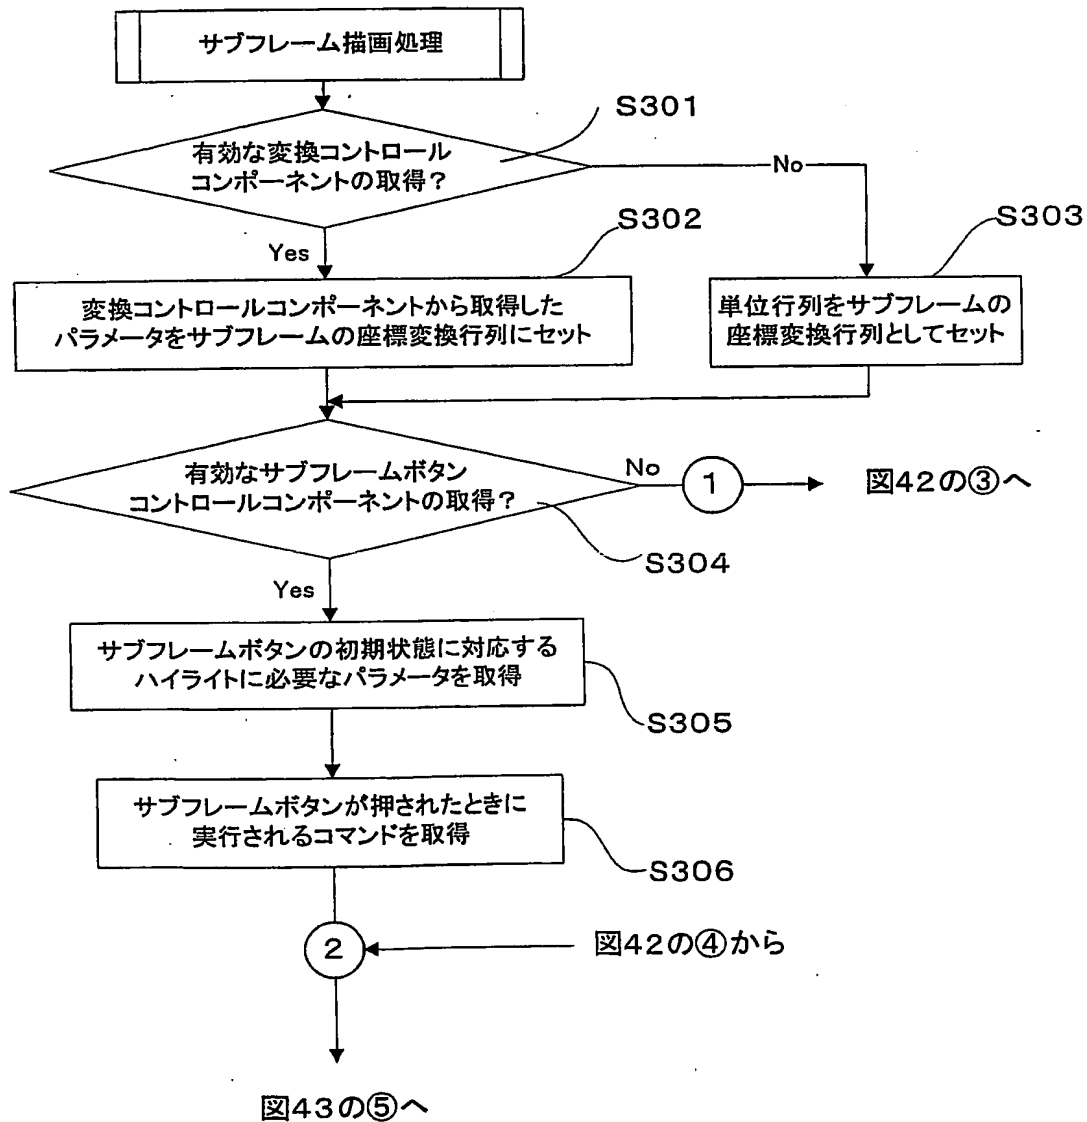 サブフレーム描画処理
S301
有効な変換コントロール
コンポーネントの取得？
No
S302
S303
Yes
変換コントロールコンポーネントから取得した
パラメータをサブフレームの座標変換行列にセット
単位行列をサブフレームの
座標変換行列としてセット
有効なサブフレームボタン
コントロールコンポーネントの取得？
No
1
図42の③へ
S304
Yes
サブフレームボタンの初期状態に対応する
ハイライトに必要なパラメータを取得
S305
サブフレームボタンが押されたときに
実行されるコマンドを取得
S306
2
図42の④から
図43の⑤へ